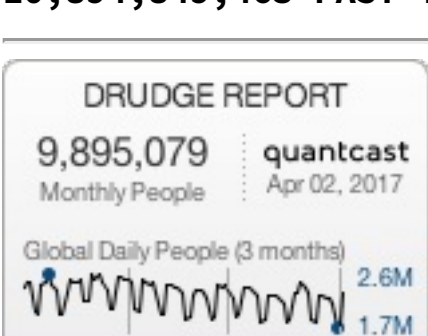 DRUDGE REPORT
9,895,079 quantcast
Monthly People Apr 02, 2017
Global Daily People (3 months)
2.6M
1.7M